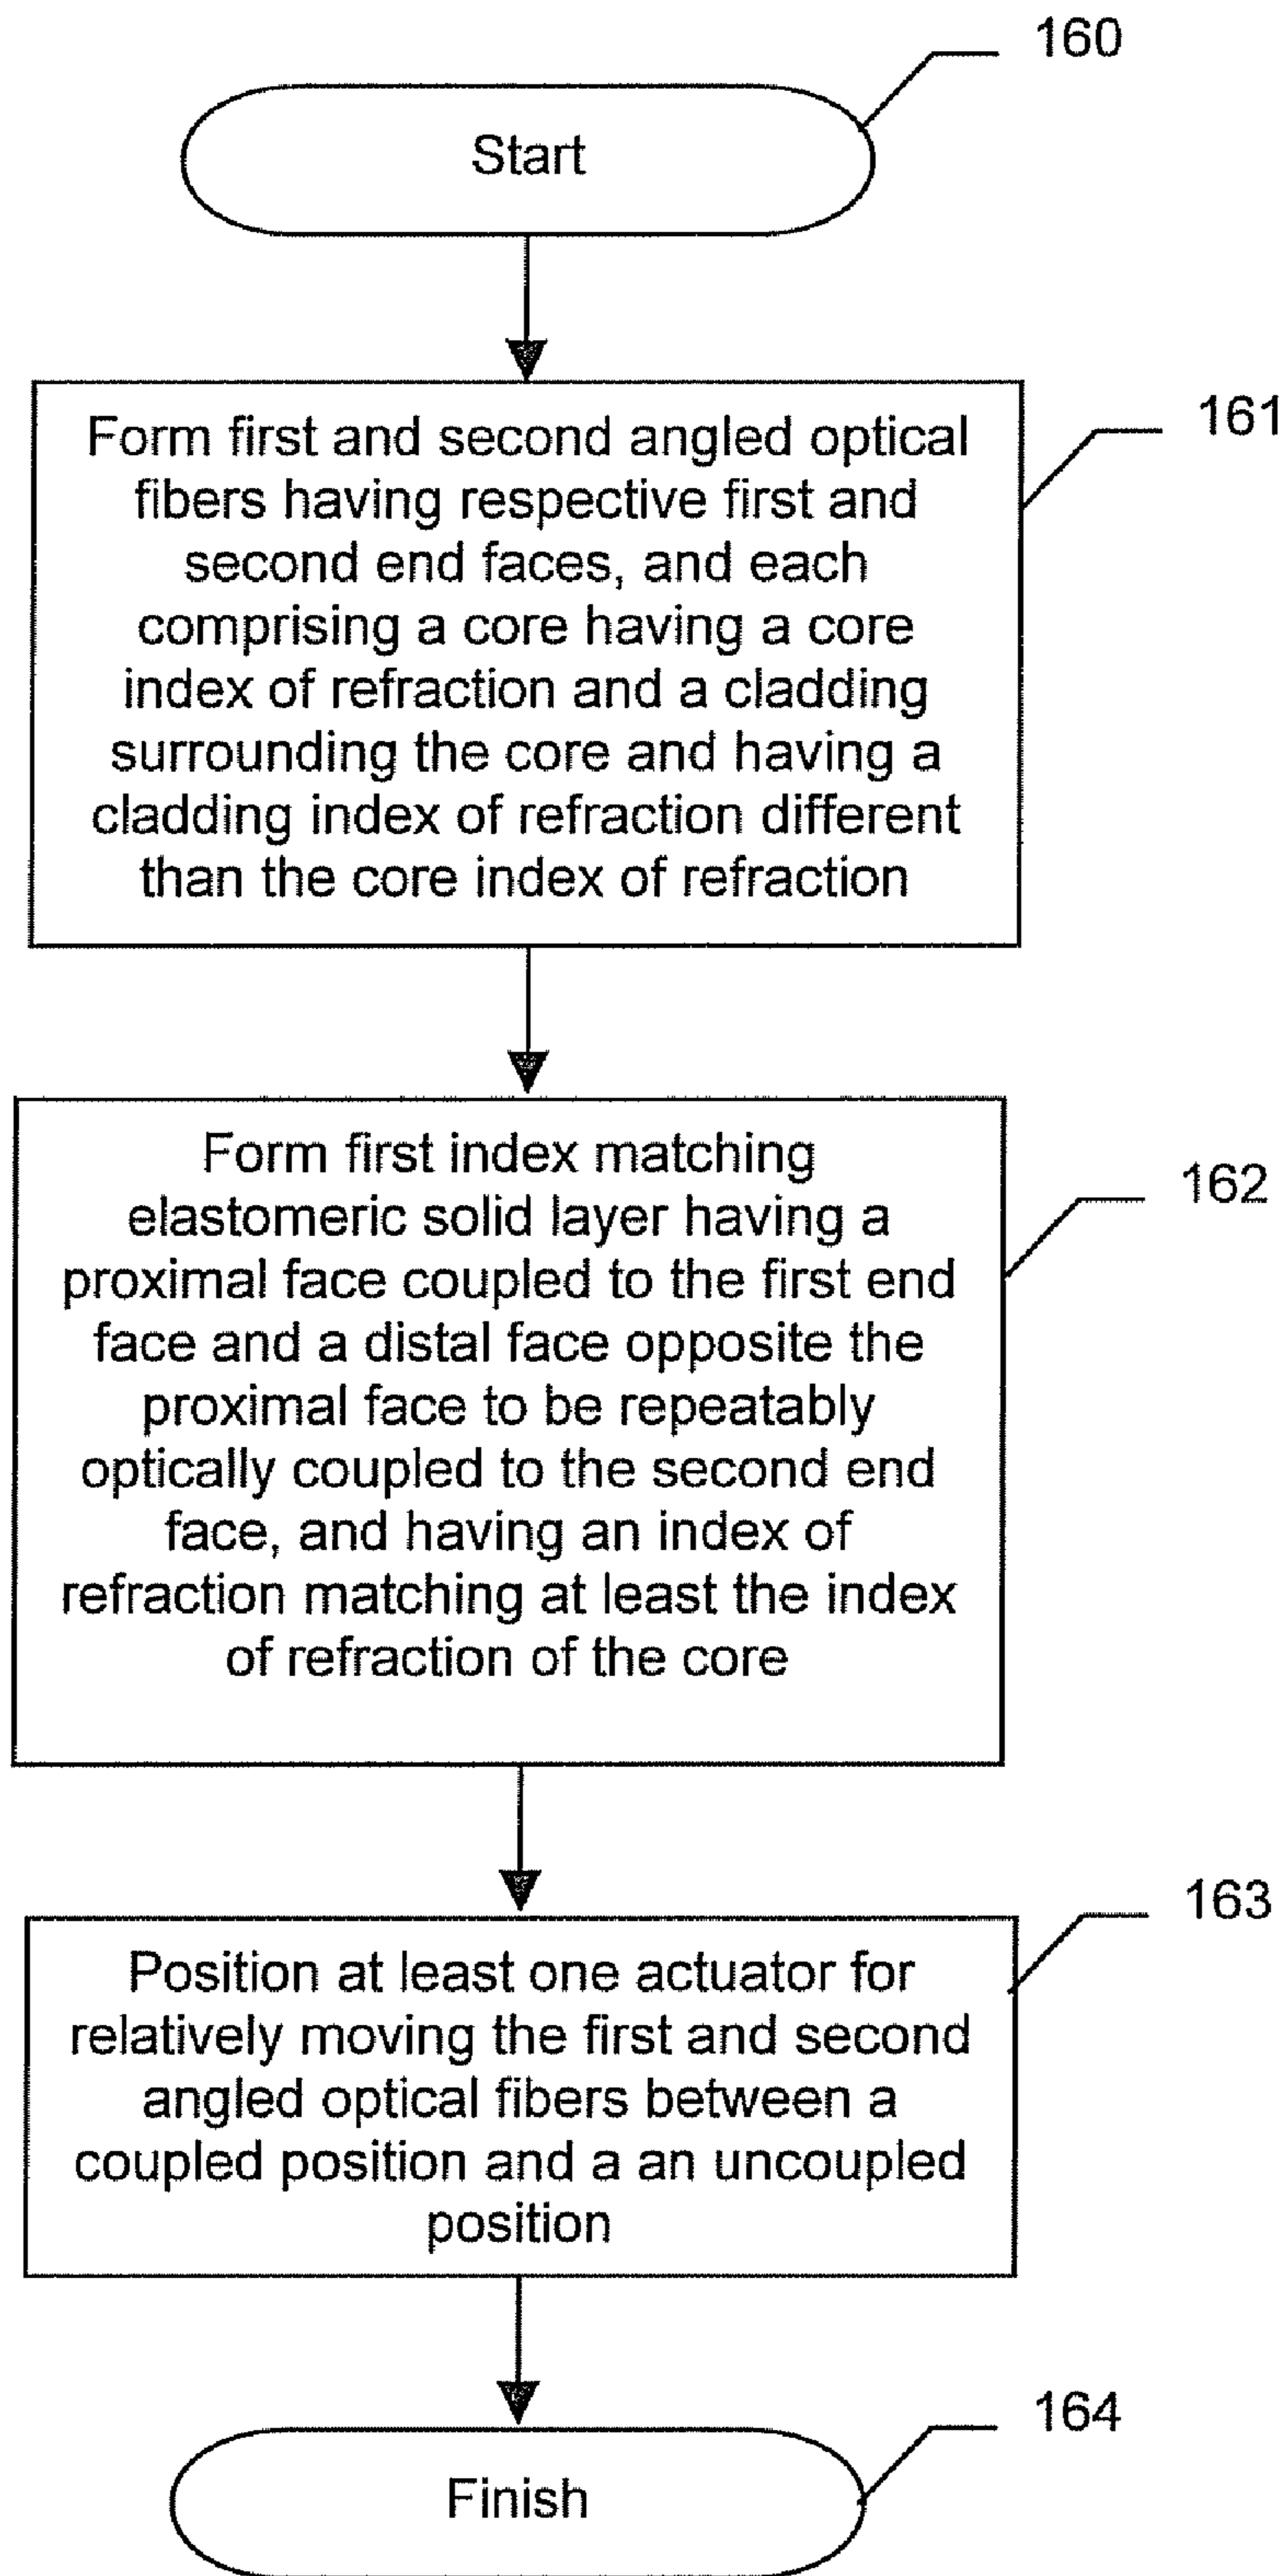 160
Start
161
Form first and second angled optical
fibers having respective first and
second end faces, and each
comprising a core having a core
index of refraction and a cladding
surrounding the core and having a
cladding index of refraction different
than the core index of refraction
162
Form first index matching
elastomeric solid layer having a
proximal face coupled to the first end
face and a distal face opposite the
proximal face to be repeatably
optically coupled to the second end
face, and having an index of
refraction matching at least the index
of refraction of the core
163
Position at least one actuator for
relatively moving the first and second
angled optical fibers between a
coupled position and a an uncoupled
position
164
Finish